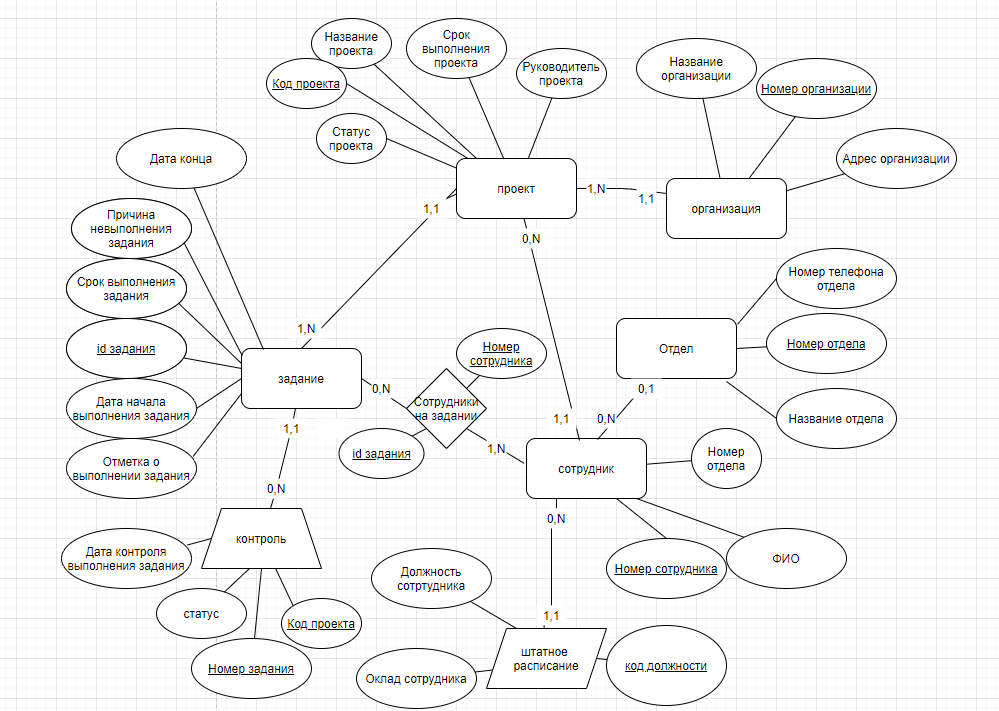 Название
проекта
Срок
выполнения
проекта
Руководитель
проекта
Код проекта
Статус
проекта
Название
организации
Номер организации
Адрес организации
Дата конца
проект
1,N
1,1
организация
1,1
0,N
Причина
невыполнения
задания
Срок выполнения
задания
id задания
Дата начала
выполнения задания
Отметка о
выполнении задания
1,N
задание
Номер
сотрудника
0,N
Сотрудники
на задании
id задания
1,N
Номер телефона
отдела
Отдел
Номер отдела
Название отдела
0,1
1,1
0,N
сотрудник
Номер
отдела
0,N
Номер сотрудника
ФИО
1,1
0,N
контроль
Дата контроля
выполнения задания
статус
Код проекта
Номер задания
Должность
сотртудника
1,1
штатное
расписание
код должности
Оклад сотрудника